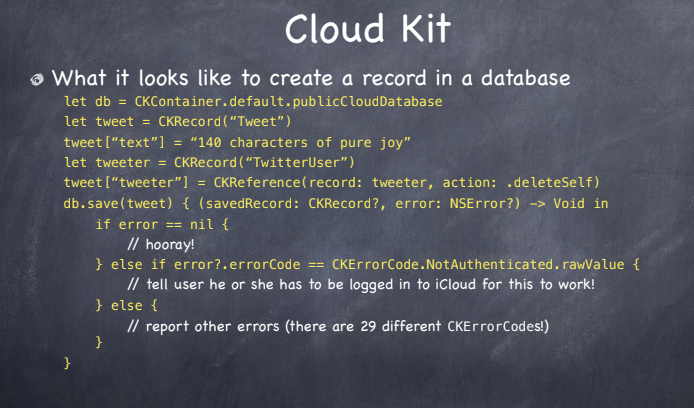 Cloud Kit
What it looks like to create a record in a database
let db = CKContainer.default.publicCloudDatabase
let tweet = CKRecord(“Tweet”)
tweet[“text”] = “140 characters of pure joy”
let tweeter = CKRecord(“TwitterUser”)
tweet[“tweeter”] = CKReference(record: tweeter, action: .deleteSelf)
db.save(tweet) { (savedRecord: CKRecord?, error: NSError?) -> Void in
if error == nil {
// hooray!
} else if error?.errorCode == CKErrorCode.NotAuthenticated.rawValue {
// tell user he or she has to be logged in to iCloud for this to work!
} else {
// report other errors (there are 29 different CKErrorCodes!)
}
}